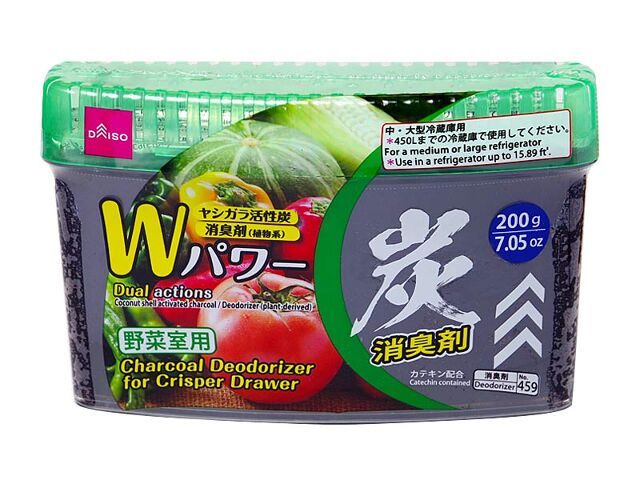 DAISO
中・大型冷蔵庫用
*450Lまでの冷蔵庫で使用してください。
For a medium or large refrigerator
*Use in a refrigerator up to 15.89 ft³.
ヤシガラ活性炭
消臭剤(植物系)
Wパワー
Dual actions
Coconut shell activated charcoal / Deodorizer (plant-derived)
野菜室用
Charcoal Deodorizer
for Crisper Drawer
炭
消臭剤
カテキン配合
Catechin contained
200g
7.05 oz
消臭剤
Deodorizer
No.
459